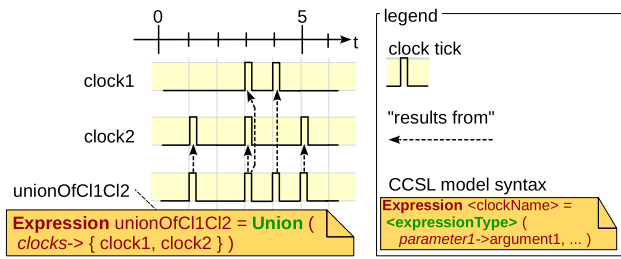 0 5
t
clock1
clock2
unionOfCl1Cl2
Expression unionOfCl1Cl2 = Union (
clocks-> { clock1, clock2 } )
legend
clock tick
"results from"
CCSL model syntax
Expression <clockName> =
<expressionType> (
parameter1->argument1, ... )